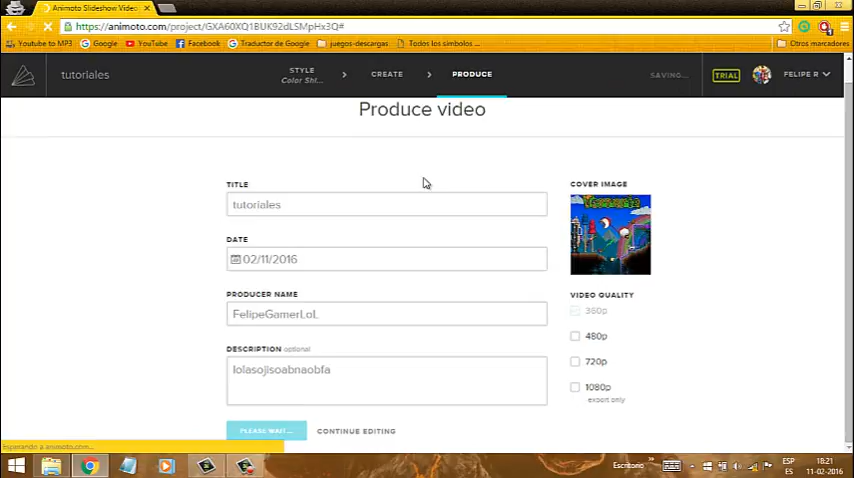 Animoto Slideshow Video
https://animoto.com/project/GXA60XQ1BUK92dLSMpHx3Q#
Youtube to MP3 Google YouTube Facebook Traductor de Google juegos-descargas Todos los simbolos ... Otros marcadores
tutoriales STYLE CREATE PRODUCE SAVING... TRIAL FELIPE R
Color Shi...
Produce video
TITLE
tutoriales
DATE
02/11/2016
PRODUCER NAME
FelipeGamerLoL
DESCRIPTION optional
lolasojisoabnaobfa
PLEASE WAIT... CONTINUE EDITING
COVER IMAGE
Terraria
VIDEO QUALITY
360p
480p
720p
1080p
export only
Esperando a animoto.com...
Escritorio
ESP
ES
18:21
11-02-2016